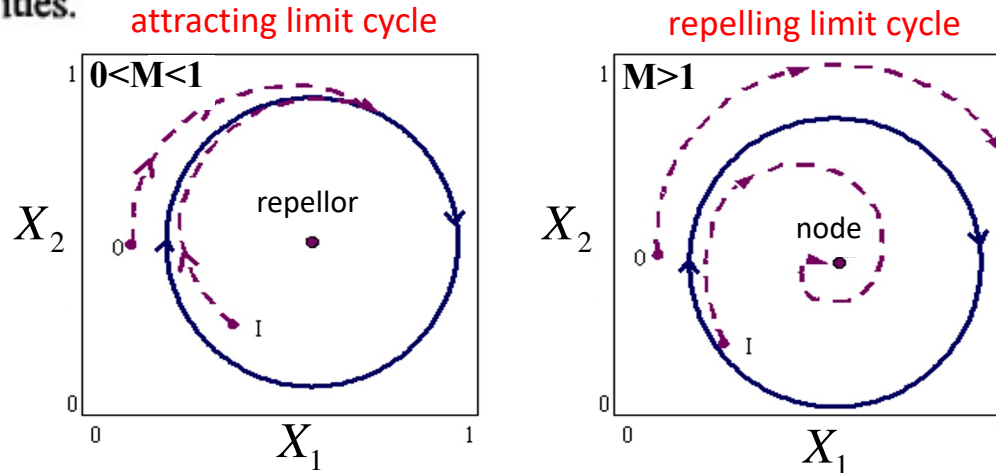 attracting limit cycle
0<M<1
1
repellor
X₂
0
I
0
0
1
X₁
repelling limit cycle
M>1
1
node
X₂
0
I
0
0
X₁